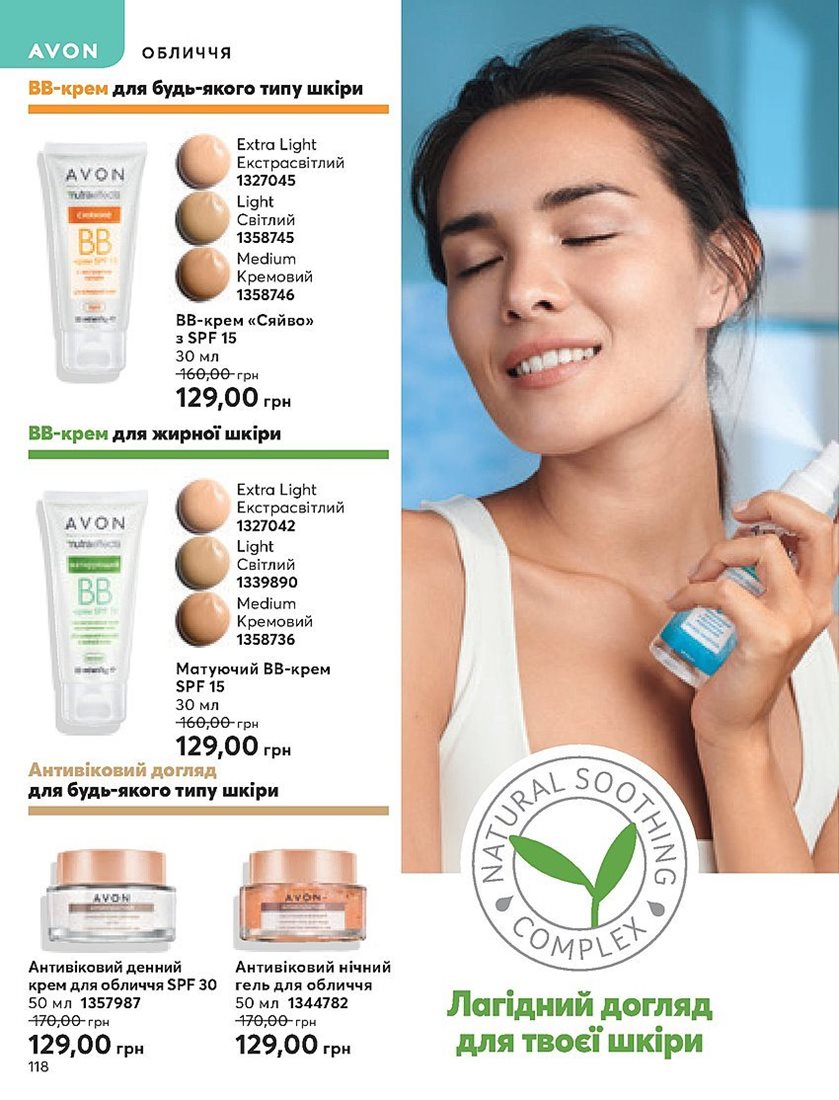 AVON
ОБЛИЧЧЯ
BB-крем для будь-якого типу шкіри
AVON
nutraeffects
BB
Extra Light
Екстрасвітлий
1327045
Light
Світлий
1358745
Medium
Кремовий
1358746
BB-крем «Сяйво»
з SPF 15
30 мл
160,00 грн
129,00 грн
BB-крем для жирної шкіри
AVON
nutraeffects
BB
Extra Light
Екстрасвітлий
1327042
Light
Світлий
1339890
Medium
Кремовий
1358736
Матуючий BB-крем
SPF 15
30 мл
160,00 грн
129,00 грн
Антивіковий догляд
для будь-якого типу шкіри
AVON
Антивіковий денний
крем для обличчя SPF 30
50 мл 1357987
170,00 грн
129,00 грн
AVON
Антивіковий нічний
гель для обличчя
50 мл 1344782
170,00 грн
129,00 грн
118
NATURAL SOOTHING
COMPLEX
Лагідний догляд
для твоєї шкіри